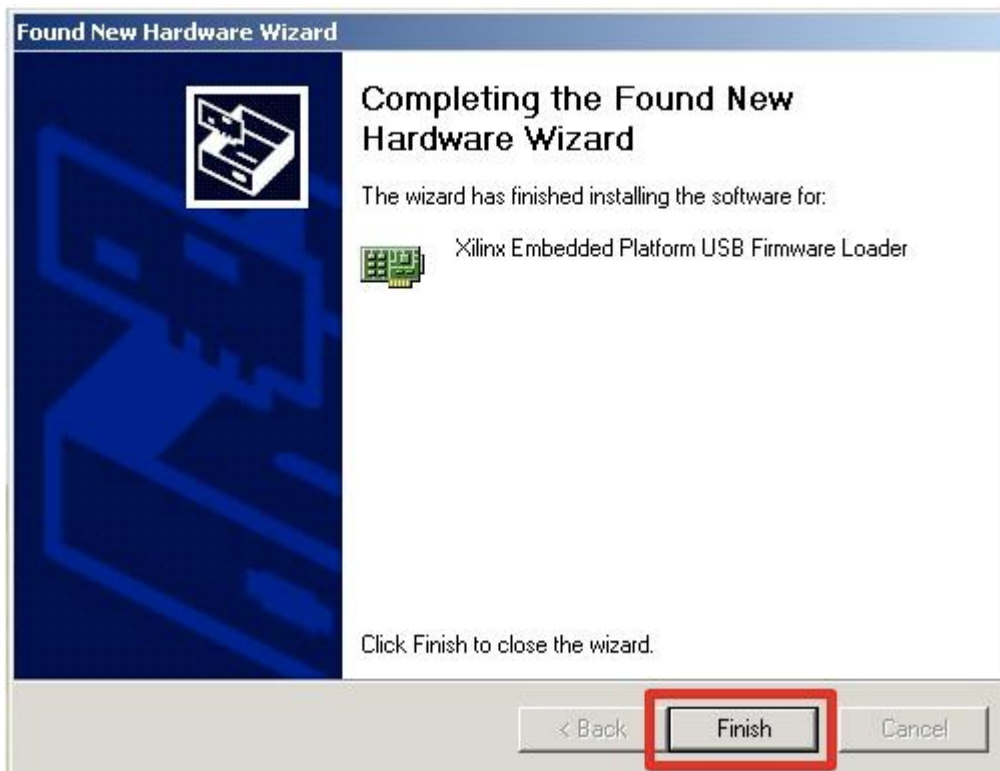 Found New Hardware Wizard
Completing the Found New
Hardware Wizard
The wizard has finished installing the software for:
Xilinx Embedded Platform USB Firmware Loader
Click Finish to close the wizard.
< Back
Finish
Cancel